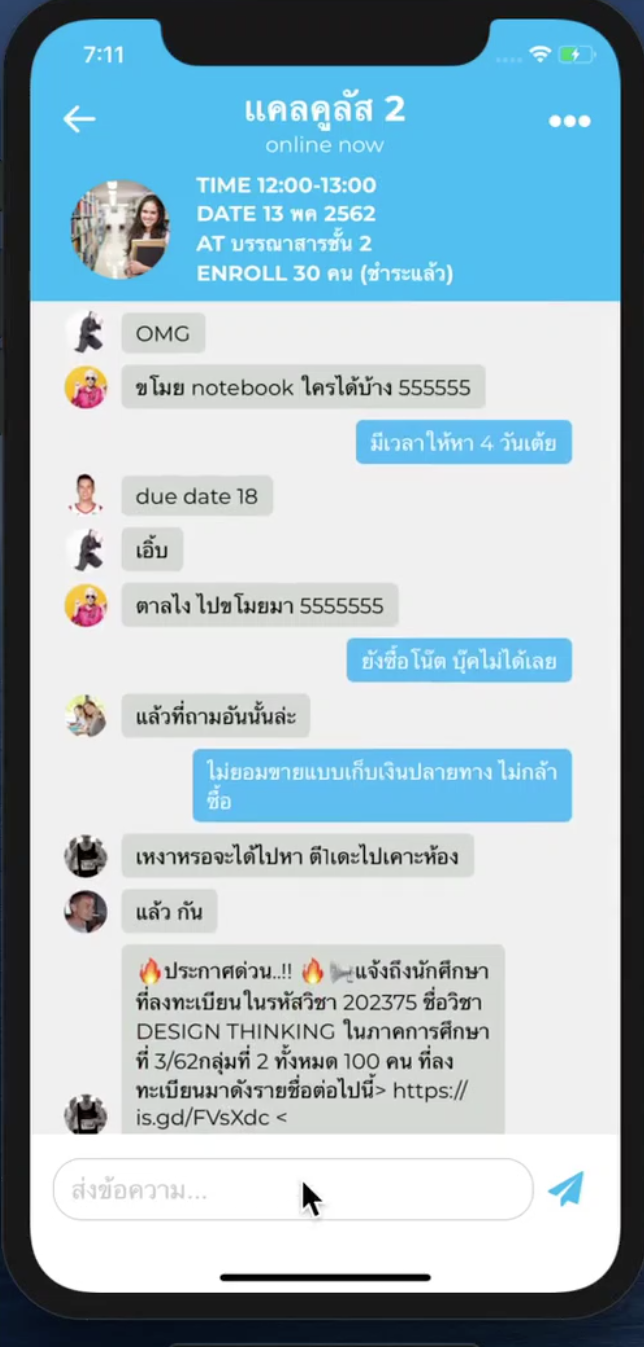 7:11
แคลคูลัส 2
online now
TIME 12:00-13:00
DATE 13 พค 2562
AT บรรณาสารชั้น 2
ENROLL 30 คน (ชำระแล้ว)
OMG
ขโมย notebook ใครได้บ้าง 555555
มีเวลาให้หา 4 วันเต้ย
due date 18
เอิ้บ
ตาลไง ไปขโมยมา 5555555
ยังซื้อโน๊ต บุ๊คไม่ได้เลย
แล้วที่ถามอันนั้นล่ะ
ไม่ยอมขายแบบเก็บเงินปลายทาง ไม่กล้า
ซื้อ
เหงาหรอจะได้ไปหา ตี1เดะไปเคาะห้อง
แล้ว กัน
🔥ประกาศด่วน..!! 🔥 📢แจ้งถึงนักศึกษา
ที่ลงทะเบียนในรหัสวิชา 202375 ชื่อวิชา
DESIGN THINKING ในภาคการศึกษา
ที่ 3/62กลุ่มที่ 2 ทั้งหมด 100 คน ที่ลง
ทะเบียนมาดังรายชื่อต่อไปนี้> https://
is.gd/FVsXdc <
ส่งข้อความ...